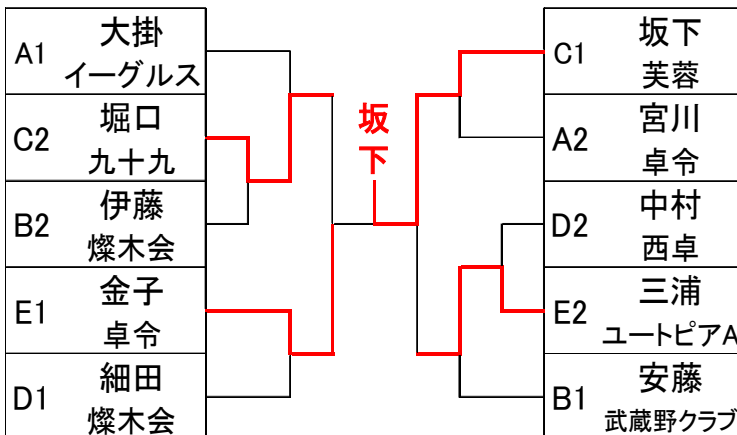 A1 大掛
イーグルス
C2 堀口
九十九
B2 伊藤
燦木会
E1 金子
卓令
D1 細田
燦木会
坂下
C1 坂下
芙蓉
A2 宮川
卓令
D2 中村
西卓
E2 三浦
ユートピアA
B1 安藤
武蔵野クラブ